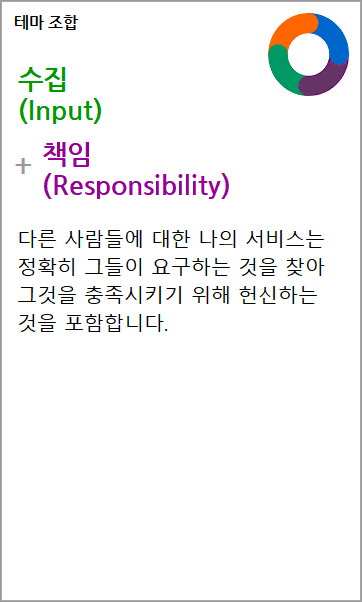 테마 조합
수집
(Input)
+ 책임
(Responsibility)
다른 사람들에 대한 나의 서비스는
정확히 그들이 요구하는 것을 찾아
그것을 충족시키기 위해 헌신하는
것을 포함합니다.